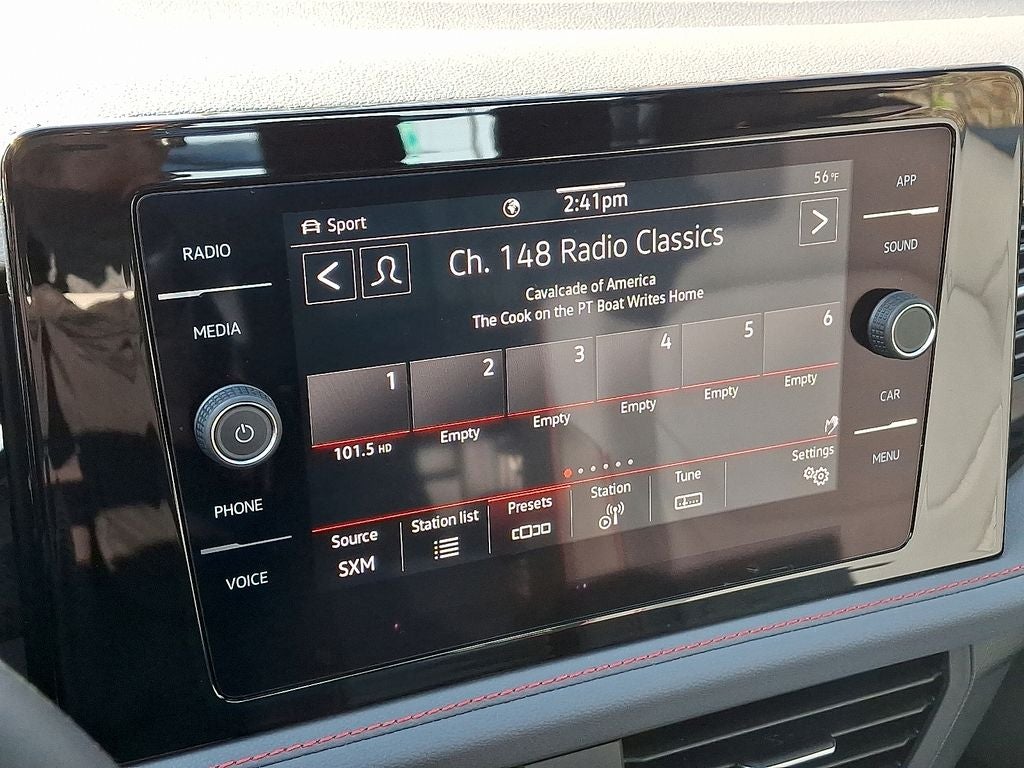 56°F
2:41pm
Sport
Ch. 148 Radio Classics
Cavalcade of America
The Cook on the PT Boat Writes Home
RADIO
MEDIA
PHONE
VOICE
1
2
3
4
5
6
101.5 HD
Empty
Empty
Empty
Empty
Empty
Source
SXM
Station list
Presets
Station
Tune
Settings
APP
SOUND
CAR
MENU